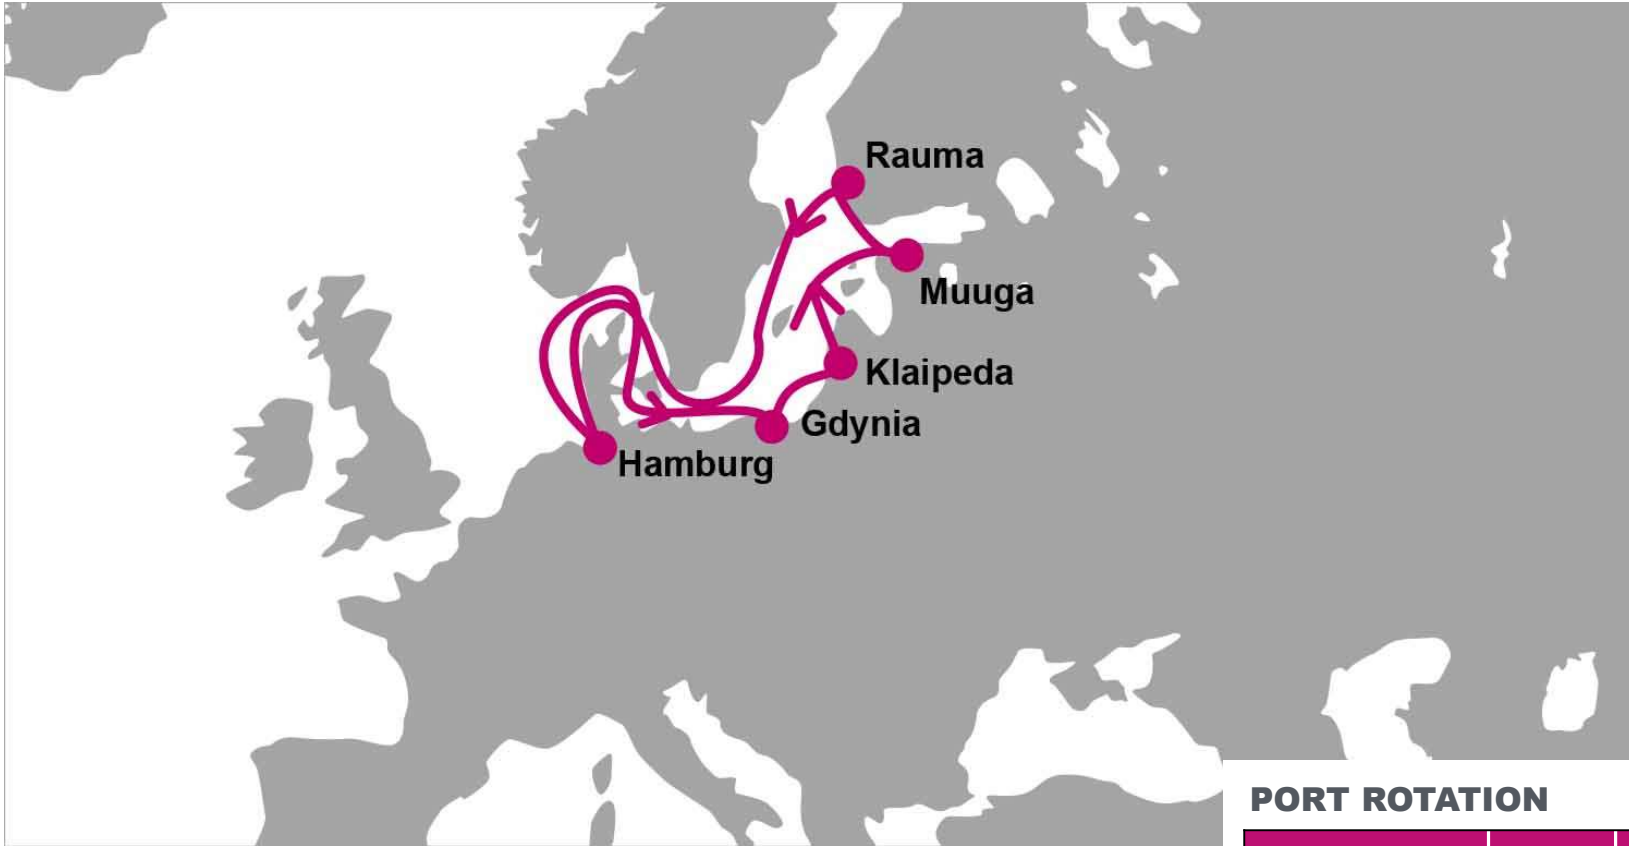 Rauma
Muuga
Klaipeda
Gdynia
Hamburg
PORT ROTATION